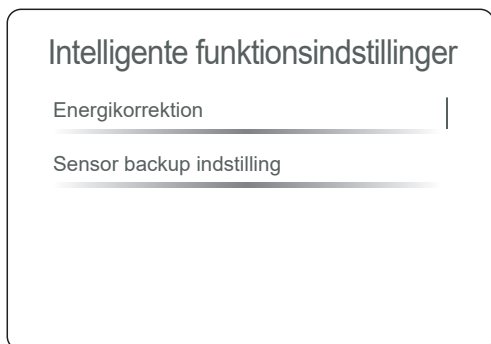 Intelligente funktionsindstillinger
Energikorrektion
Sensor backup indstilling